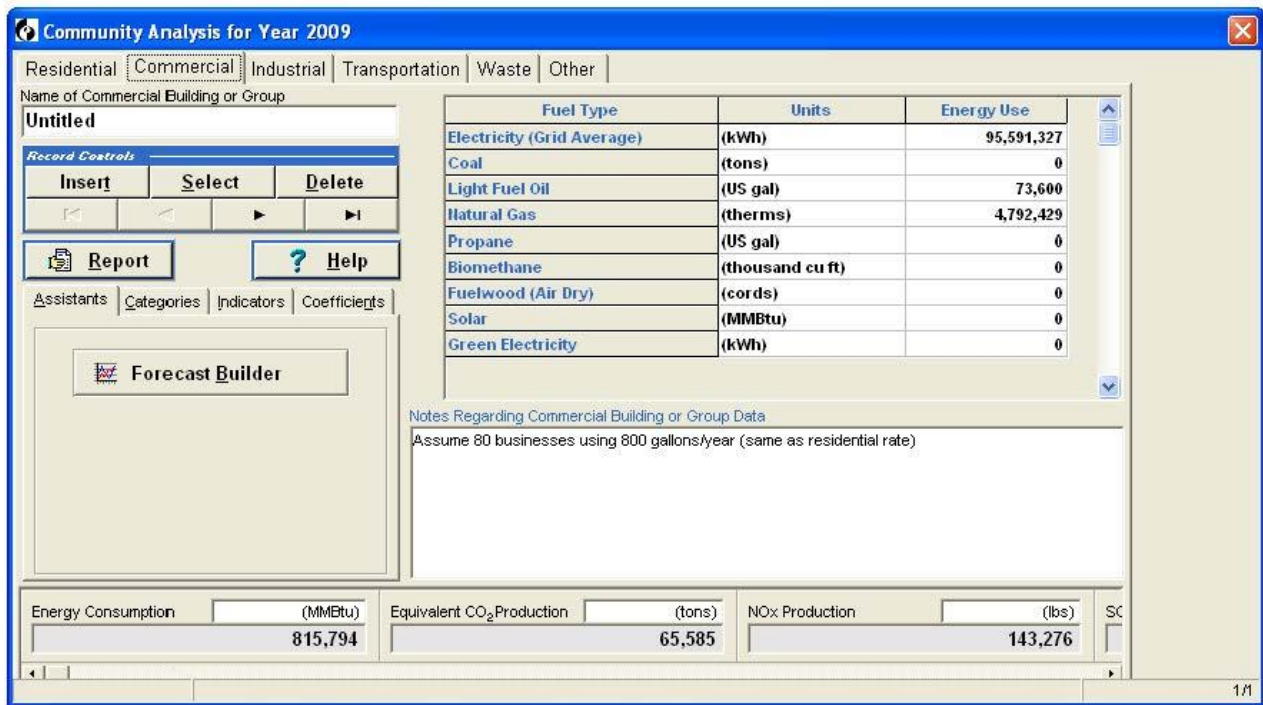 Community Analysis for Year 2009
Residential Commercial Industrial Transportation Waste Other
Name of Commercial Building or Group
Untitled
Record Controls
Insert Select Delete
Report Help
Assistants Categories Indicators Coefficients
Forecast Builder
Fuel Type Units Energy Use
Electricity (Grid Average) (kWh) 95,591,327
Coal (tons) 0
Light Fuel Oil (US gal) 73,600
Natural Gas (therms) 4,792,429
Propane (US gal) 0
Biomethane (thousand cu ft) 0
Fuelwood (Air Dry) (cords) 0
Solar (MMBtu) 0
Green Electricity (kWh) 0
Notes Regarding Commercial Building or Group Data
Assume 80 businesses using 800 gallons/year (same as residential rate)
Energy Consumption (MMBtu) Equivalent CO₂ Production (tons) NOx Production (lbs)
815,794 65,585 143,276
1/1